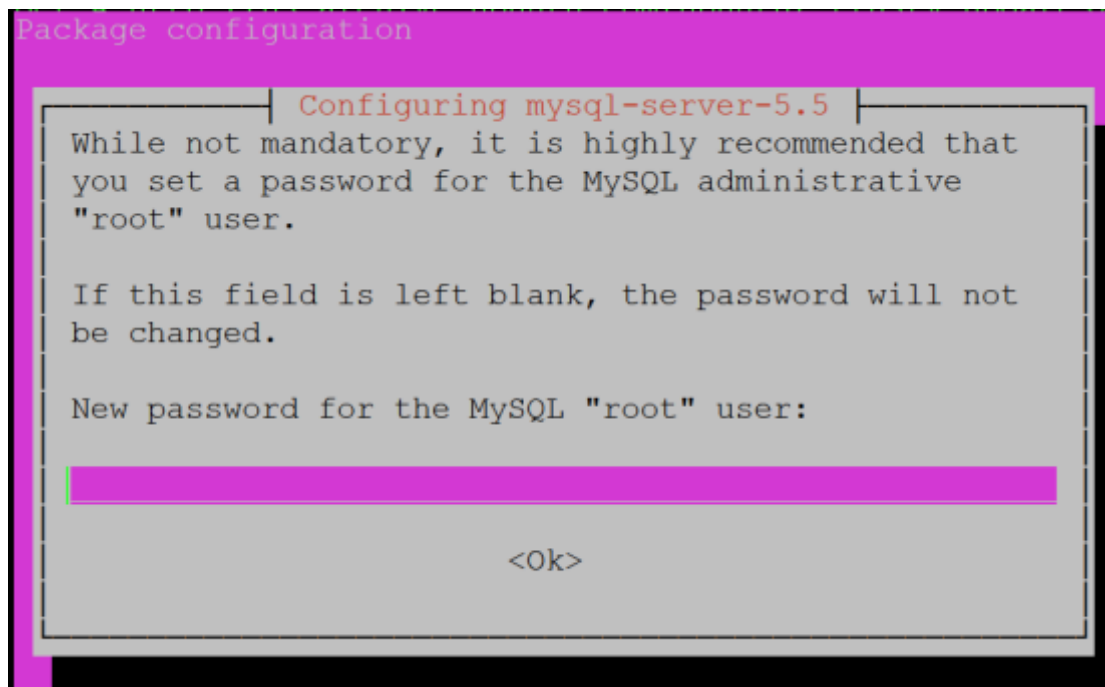 Package configuration
Configuring mysql-server-5.5
While not mandatory, it is highly recommended that
you set a password for the MySQL administrative
"root" user.
If this field is left blank, the password will not
be changed.
New password for the MySQL "root" user:
<Ok>